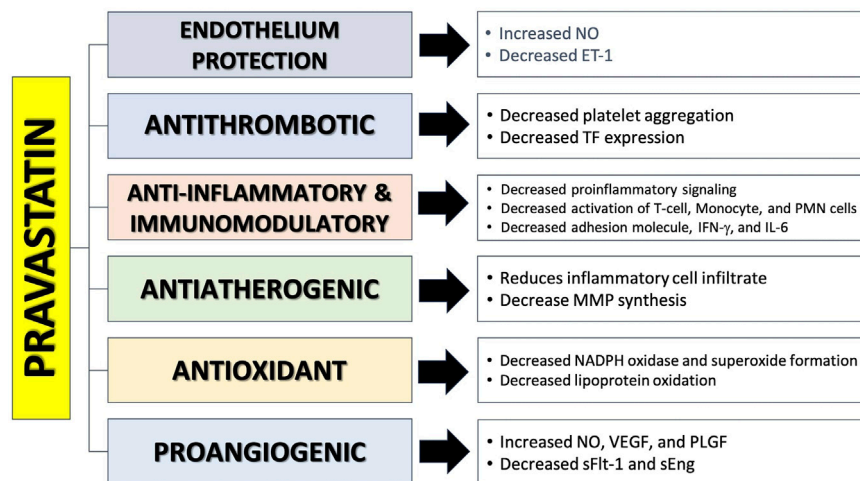 PRAVASTATIN
ENDOTHELIUM
PROTECTION
• Increased NO
• Decreased ET-1
ANTITHROMBOTIC
• Decreased platelet aggregation
• Decreased TF expression
ANTI-INFLAMMATORY &
IMMUNOMODULATORY
• Decreased proinflammatory signaling
• Decreased activation of T-cell, Monocyte, and PMN cells
• Decreased adhesion molecule, IFN-γ, and IL-6
ANTIATHEROGENIC
• Reduces inflammatory cell infiltrate
• Decrease MMP synthesis
ANTIOXIDANT
• Decreased NADPH oxidase and superoxide formation
• Decreased lipoprotein oxidation
PROANGIOGENIC
• Increased NO, VEGF, and PLGF
• Decreased sFlt-1 and sEng